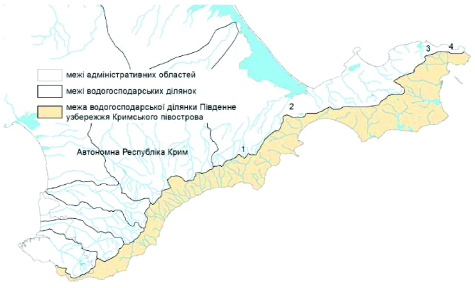 3 4
межі адміністративних областей
межі водогосподарських ділянок
2
межа водогосподарської ділянки Південне
узбережжя Кримського півострова
1
Автономна Республіка Крим